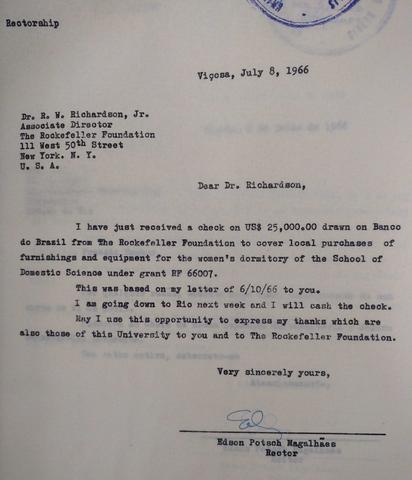 Rectorship
Viçosa, July 8, 1966
Dr. R. W. Richardson, Jr.
Associate Director
The Rockefeller Foundation
111 West 50th Street
New York. N. Y.
U. S. A.
Dear Dr. Richardson,
I have just received a check on US$ 25,000.00 drawn on Banco
do Brazil from The Rockefeller Foundation to cover local purchases of
furnishings and equipment for the women's dormitory of the School of
Domestic Science under grant RF 66007.
This was based on my letter of 6/10/66 to you.
I am going down to Rio next week and I will cash the check.
May I use this opportunity to express my thanks which are
also those of this University to you and to The Rockefeller Foundation.
Very sincerely yours,
Edson Potsch Magalhães
Rector